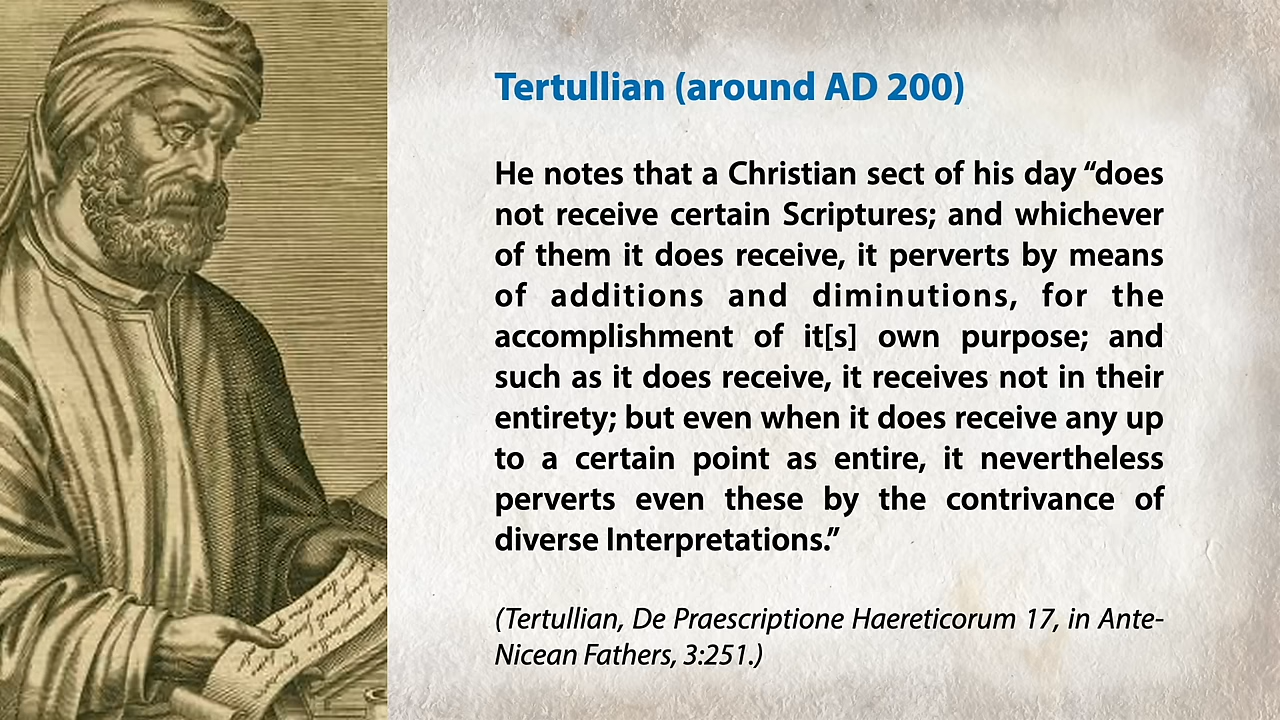 Tertullian (around AD 200)
He notes that a Christian sect of his day “does
not receive certain Scriptures; and whichever
of them it does receive, it perverts by means
of additions and diminutions, for the
accomplishment of it[s] own purpose; and
such as it does receive, it receives not in their
entirety; but even when it does receive any up
to a certain point as entire, it nevertheless
perverts even these by the contrivance of
diverse Interpretations.”
(Tertullian, De Praescriptione Haereticorum 17, in Ante-
Nicean Fathers, 3:251.)